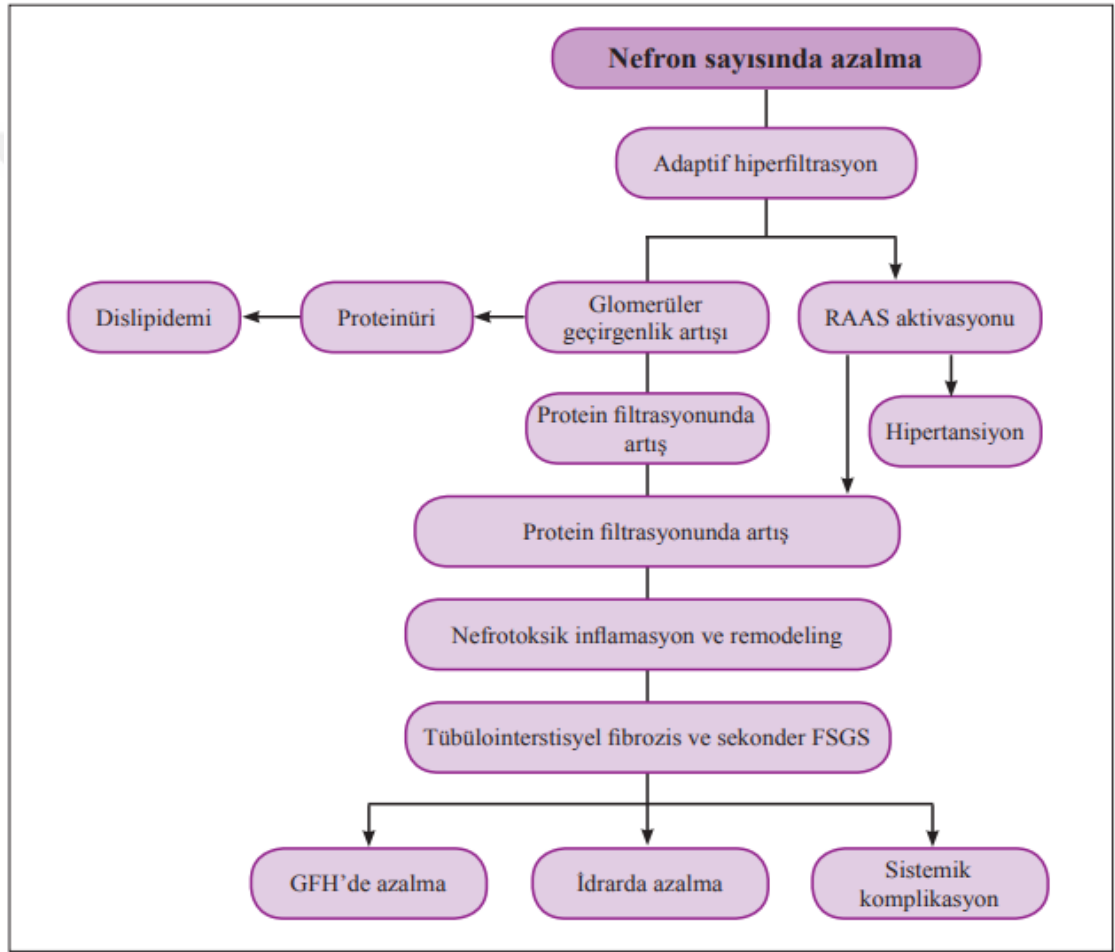 Nefron sayısında azalma
Adaptif hiperfiltrasyon
Dislipidemi
Proteinüri
Glomerüler
geçirgenlik artışı
RAAS aktivasyonu
Protein filtrasyonunda
artış
Hipertansiyon
Protein filtrasyonunda artış
Nefrotoksik inflamasyon ve remodeling
Tübülointerstisyel fibrozis ve sekonder FSGS
GFH’de azalma
İdrarda azalma
Sistemik
komplikasyon